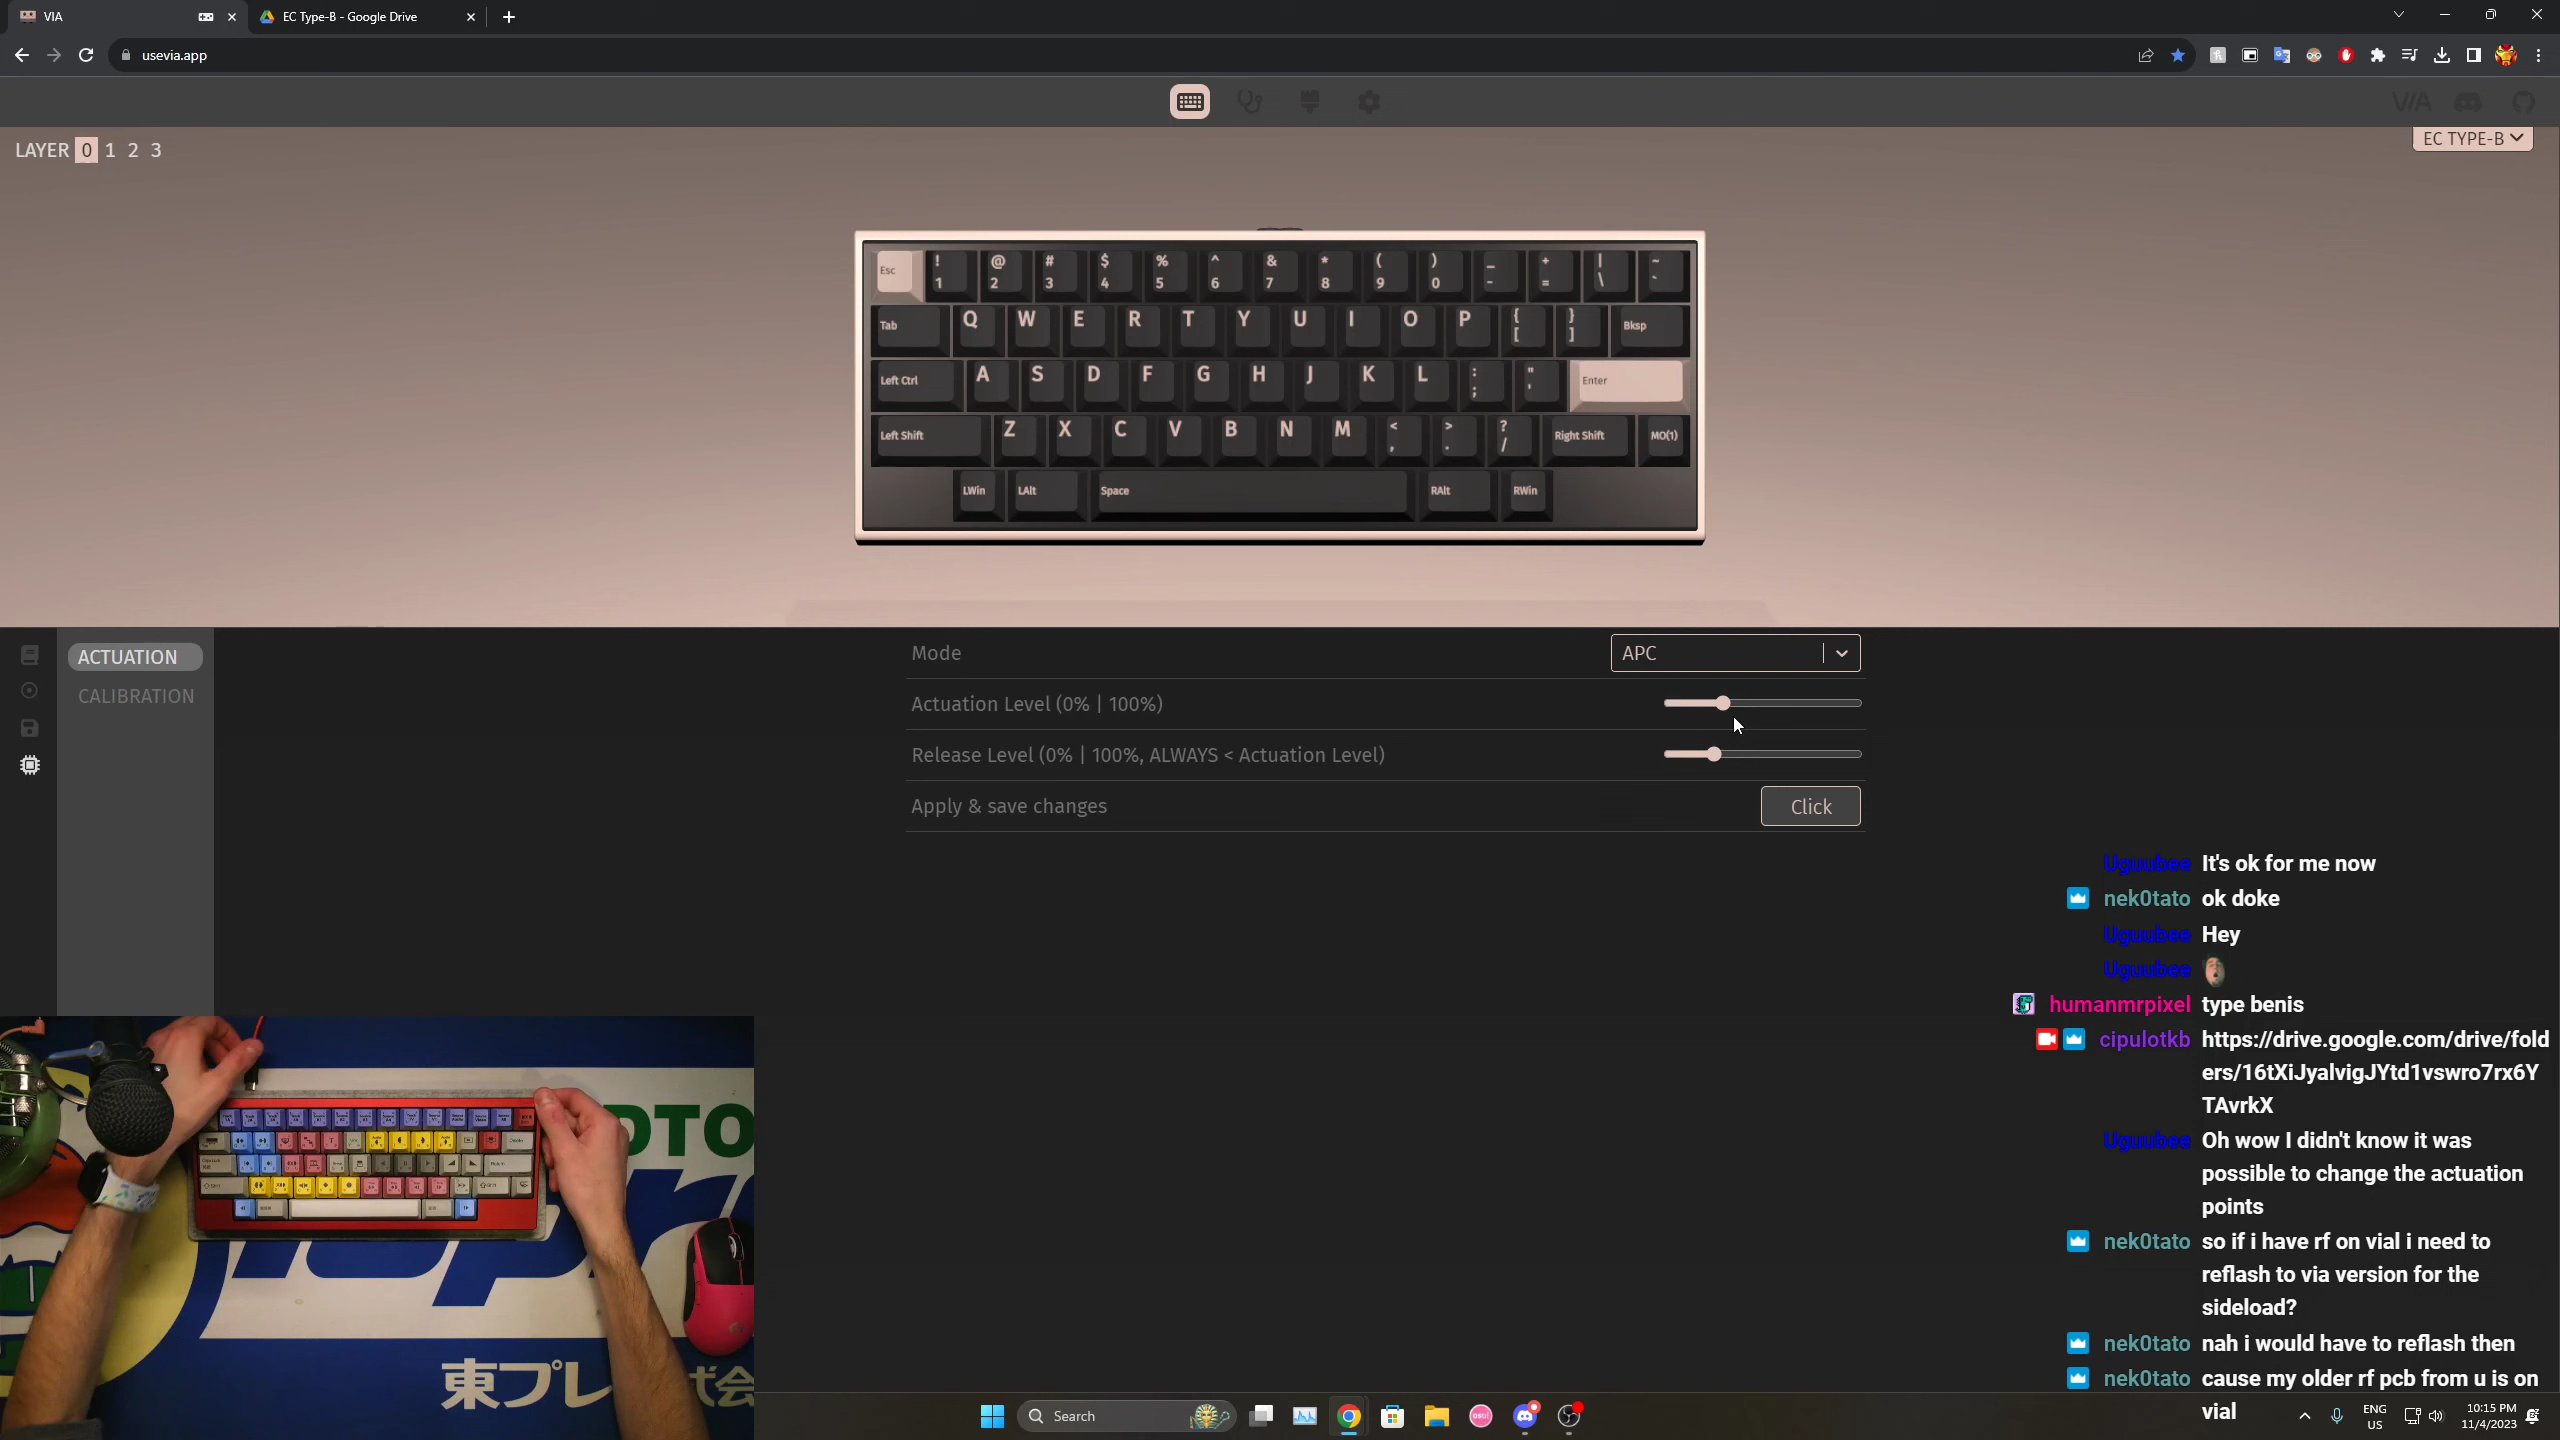 VIA
EC Type-B - Google Drive
usevia.app
VIA
LAYER 0 1 2 3
EC TYPE-B
Esc ! 1 @ 2 # 3 $ 4 % 5 ^ 6 & 7 * 8 ( 9 ) 0 _ - + = | \ ~ `
Tab Q W E R T Y U I O P { [ } ] Bksp
Left Ctrl A S D F G H J K L : ; " ' Enter
Left Shift Z X C V B N M < , > . ? / Right Shift MO(1)
LWin LAlt Space RAlt RWin
ACTUATION
CALIBRATION
Mode APC
Actuation Level (0% | 100%)
Release Level (0% | 100%, ALWAYS < Actuation Level)
Apply & save changes Click
Uguubee It's ok for me now
nek0tato ok doke
Uguubee Hey
Uguubee
humanmrpixel type benis
cipulotkb https://drive.google.com/drive/fold
ers/16tXiJyalvigJYtd1vswro7rx6Y
TAvrkX
Uguubee Oh wow I didn't know it was
possible to change the actuation
points
nek0tato so if i have rf on vial i need to
reflash to via version for the
sideload?
nek0tato nah i would have to reflash then
nek0tato cause my older rf pcb from u is on
vial
東プレ
Search
osu!
ENG
US
10:15 PM
11/4/2023